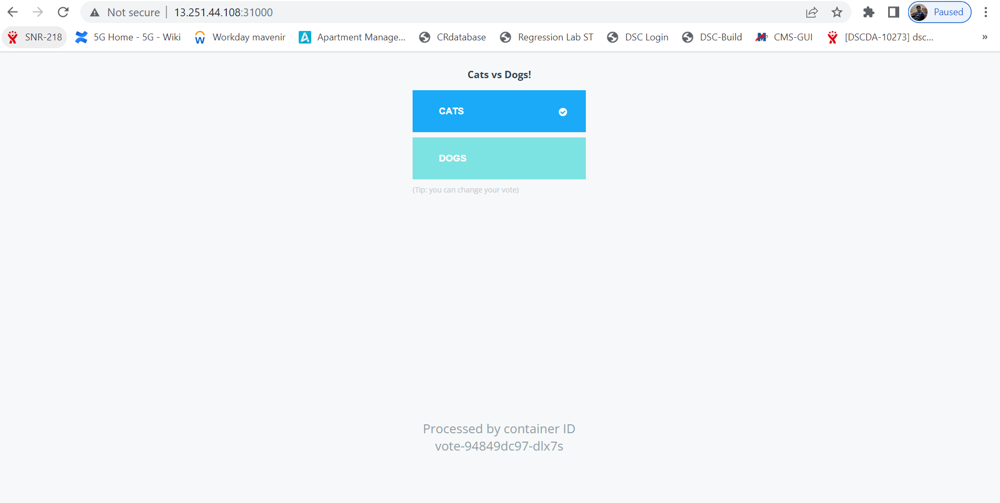 Not secure 13.251.44.108:31000 Paused
SNR-218 5G Home - 5G - Wiki Workday mavenir Apartment Manage... CRdatabase Regression Lab ST DSC Login DSC-Build CMS-GUI [DSCDA-10273] dsc... »
Cats vs Dogs!
CATS
DOGS
(Tip: you can change your vote)
Processed by container ID
vote-94849dc97-dlx7s